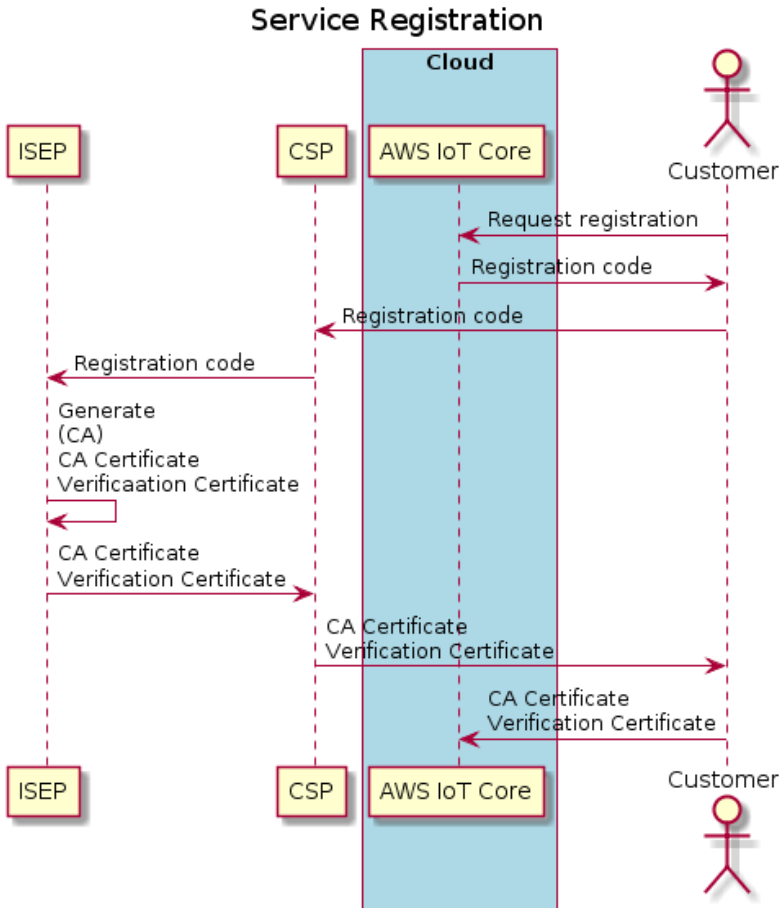 Service Registration
Cloud
ISEP
CSP
AWS IoT Core
Customer
Request registration
Registration code
Registration code
Registration code
Generate
(CA)
CA Certificate
Verificaation Certificate
CA Certificate
Verification Certificate
CA Certificate
Verification Certificate
CA Certificate
Verification Certificate
ISEP
CSP
AWS IoT Core
Customer